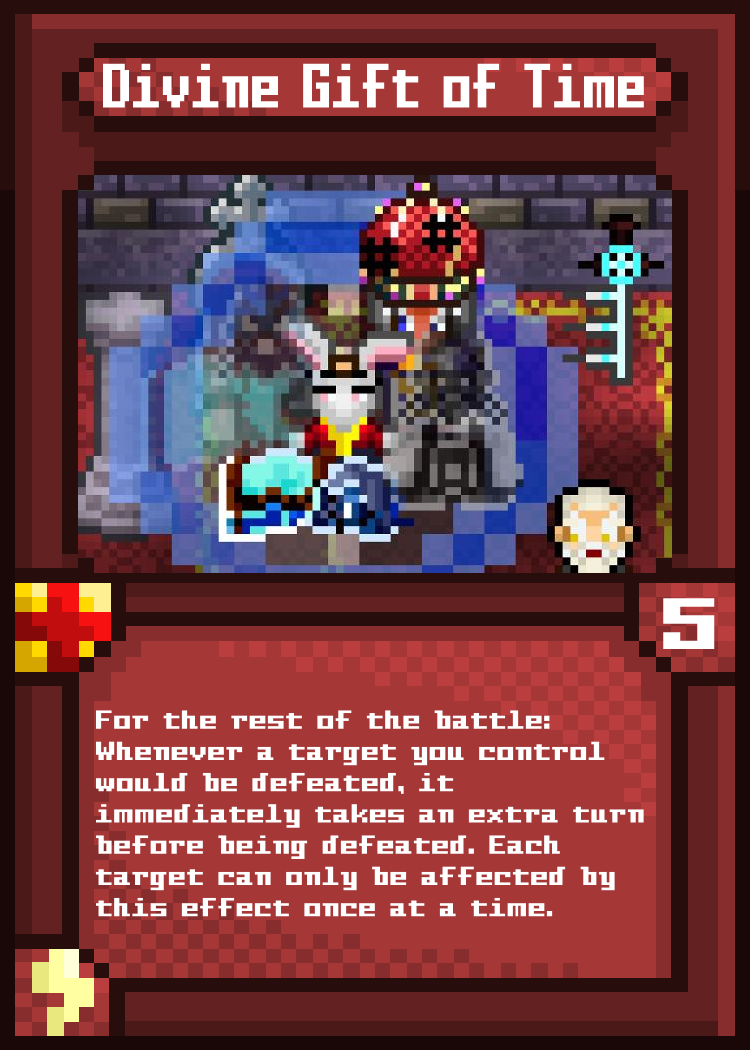 Divine Gift of Time
5
For the rest of the battle:
Whenever a target you control
would be defeated, it
immediately takes an extra turn
before being defeated. Each
target can only be affected by
this effect once at a time.